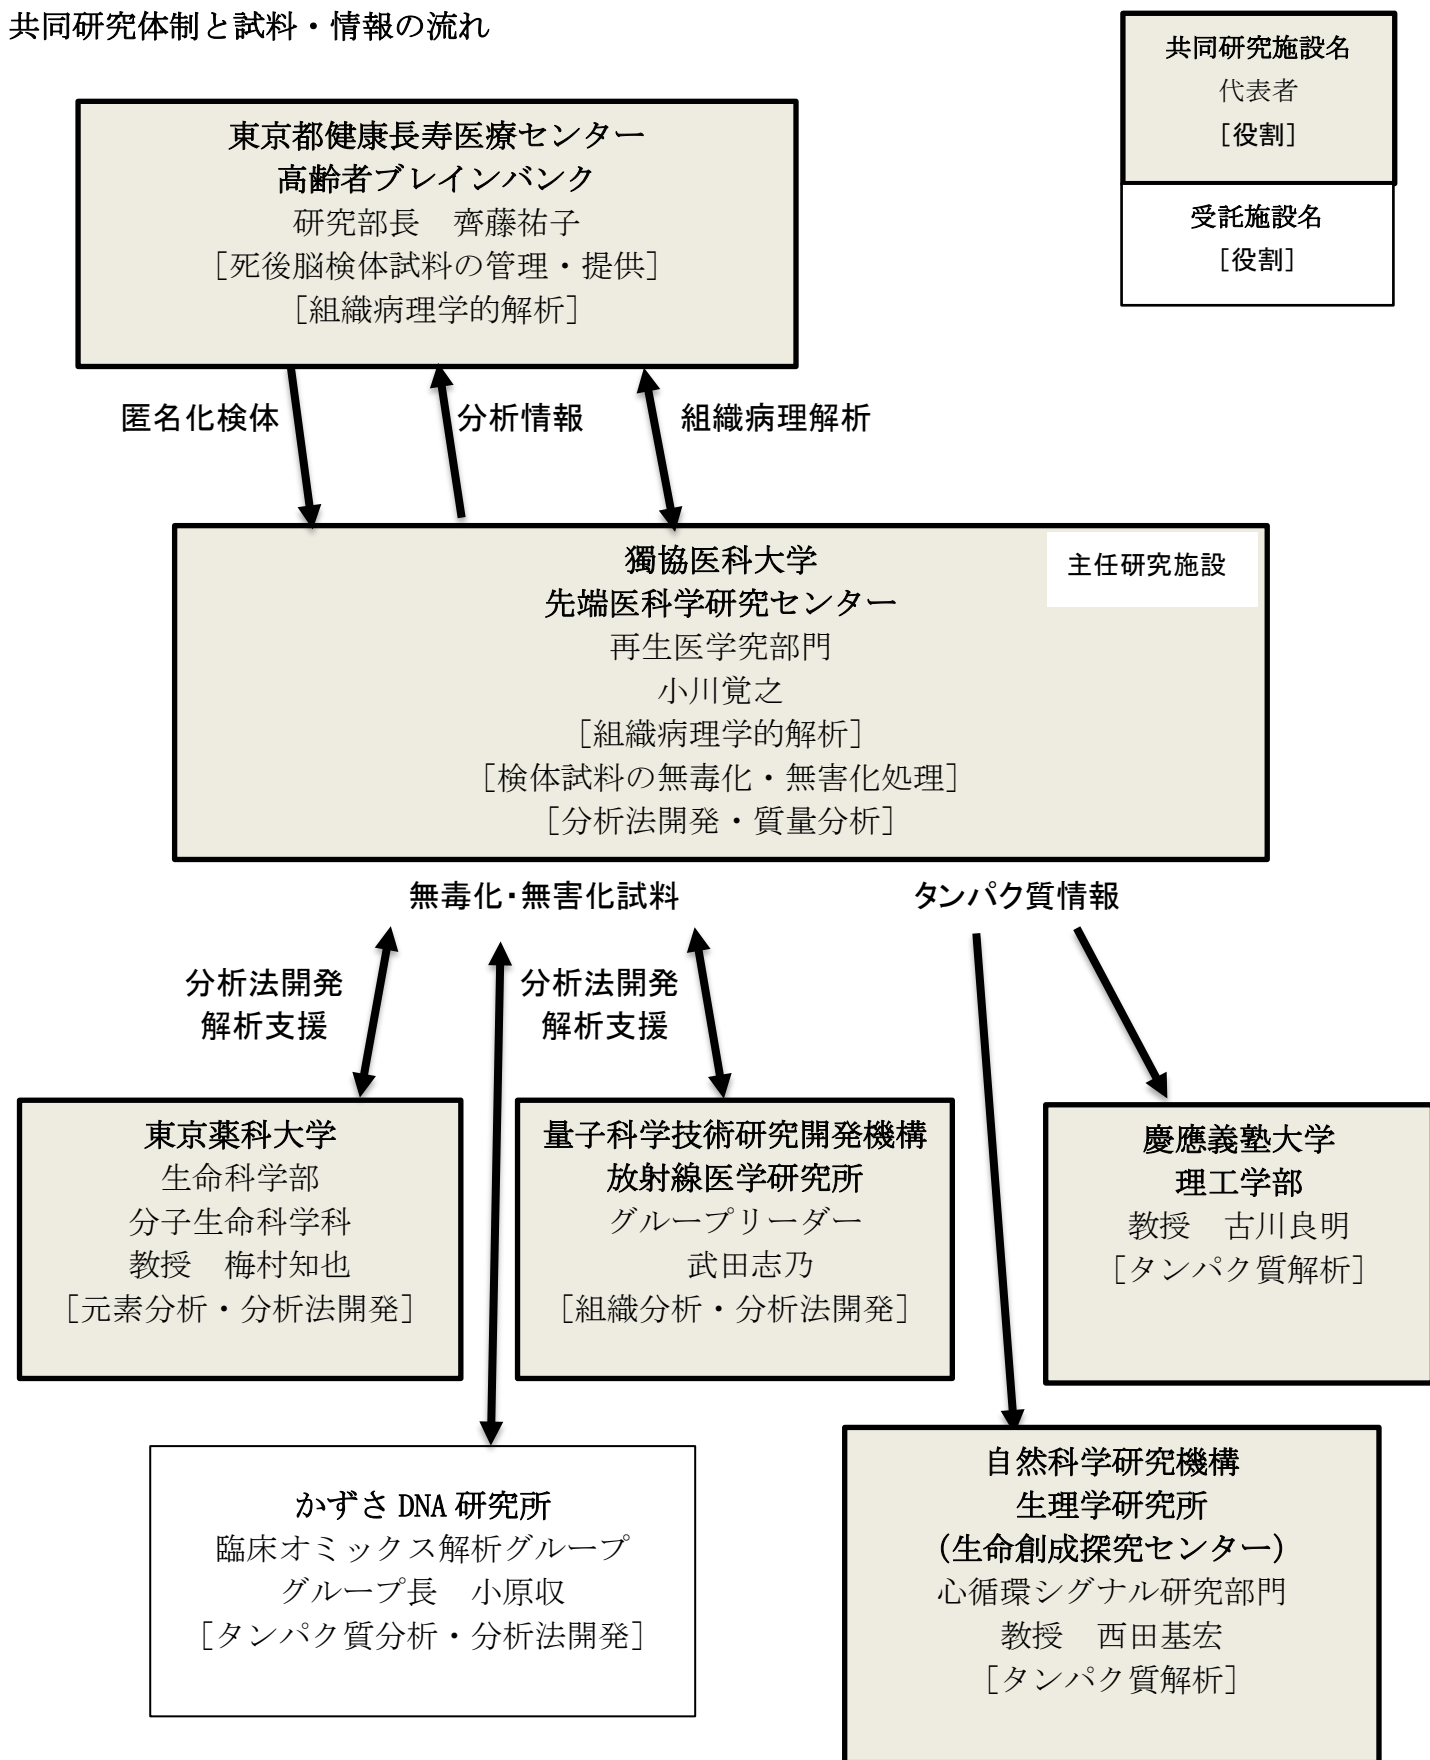 共同研究体制と試料・情報の流れ
共同研究施設名
代表者
［役割］
受託施設名
［役割］
東京都健康長寿医療センター
高齢者ブレインバンク
研究部長　齊藤祐子
［死後脳検体試料の管理・提供］
［組織病理学的解析］
匿名化検体
分析情報
組織病理解析
獨協医科大学
先端医科学研究センター
再生医学究部門
小川覚之
［組織病理学的解析］
［検体試料の無毒化・無害化処理］
［分析法開発・質量分析］
主任研究施設
無毒化・無害化試料
タンパク質情報
分析法開発
解析支援
分析法開発
解析支援
東京薬科大学
生命科学部
分子生命科学科
教授　梅村知也
［元素分析・分析法開発］
量子科学技術研究開発機構
放射線医学研究所
グループリーダー
武田志乃
［組織分析・分析法開発］
慶應義塾大学
理工学部
教授　古川良明
［タンパク質解析］
かずさ DNA 研究所
臨床オミックス解析グループ
グループ長　小原収
［タンパク質分析・分析法開発］
自然科学研究機構
生理学研究所
（生命創成探究センター）
心循環シグナル研究部門
教授　西田基宏
［タンパク質解析］